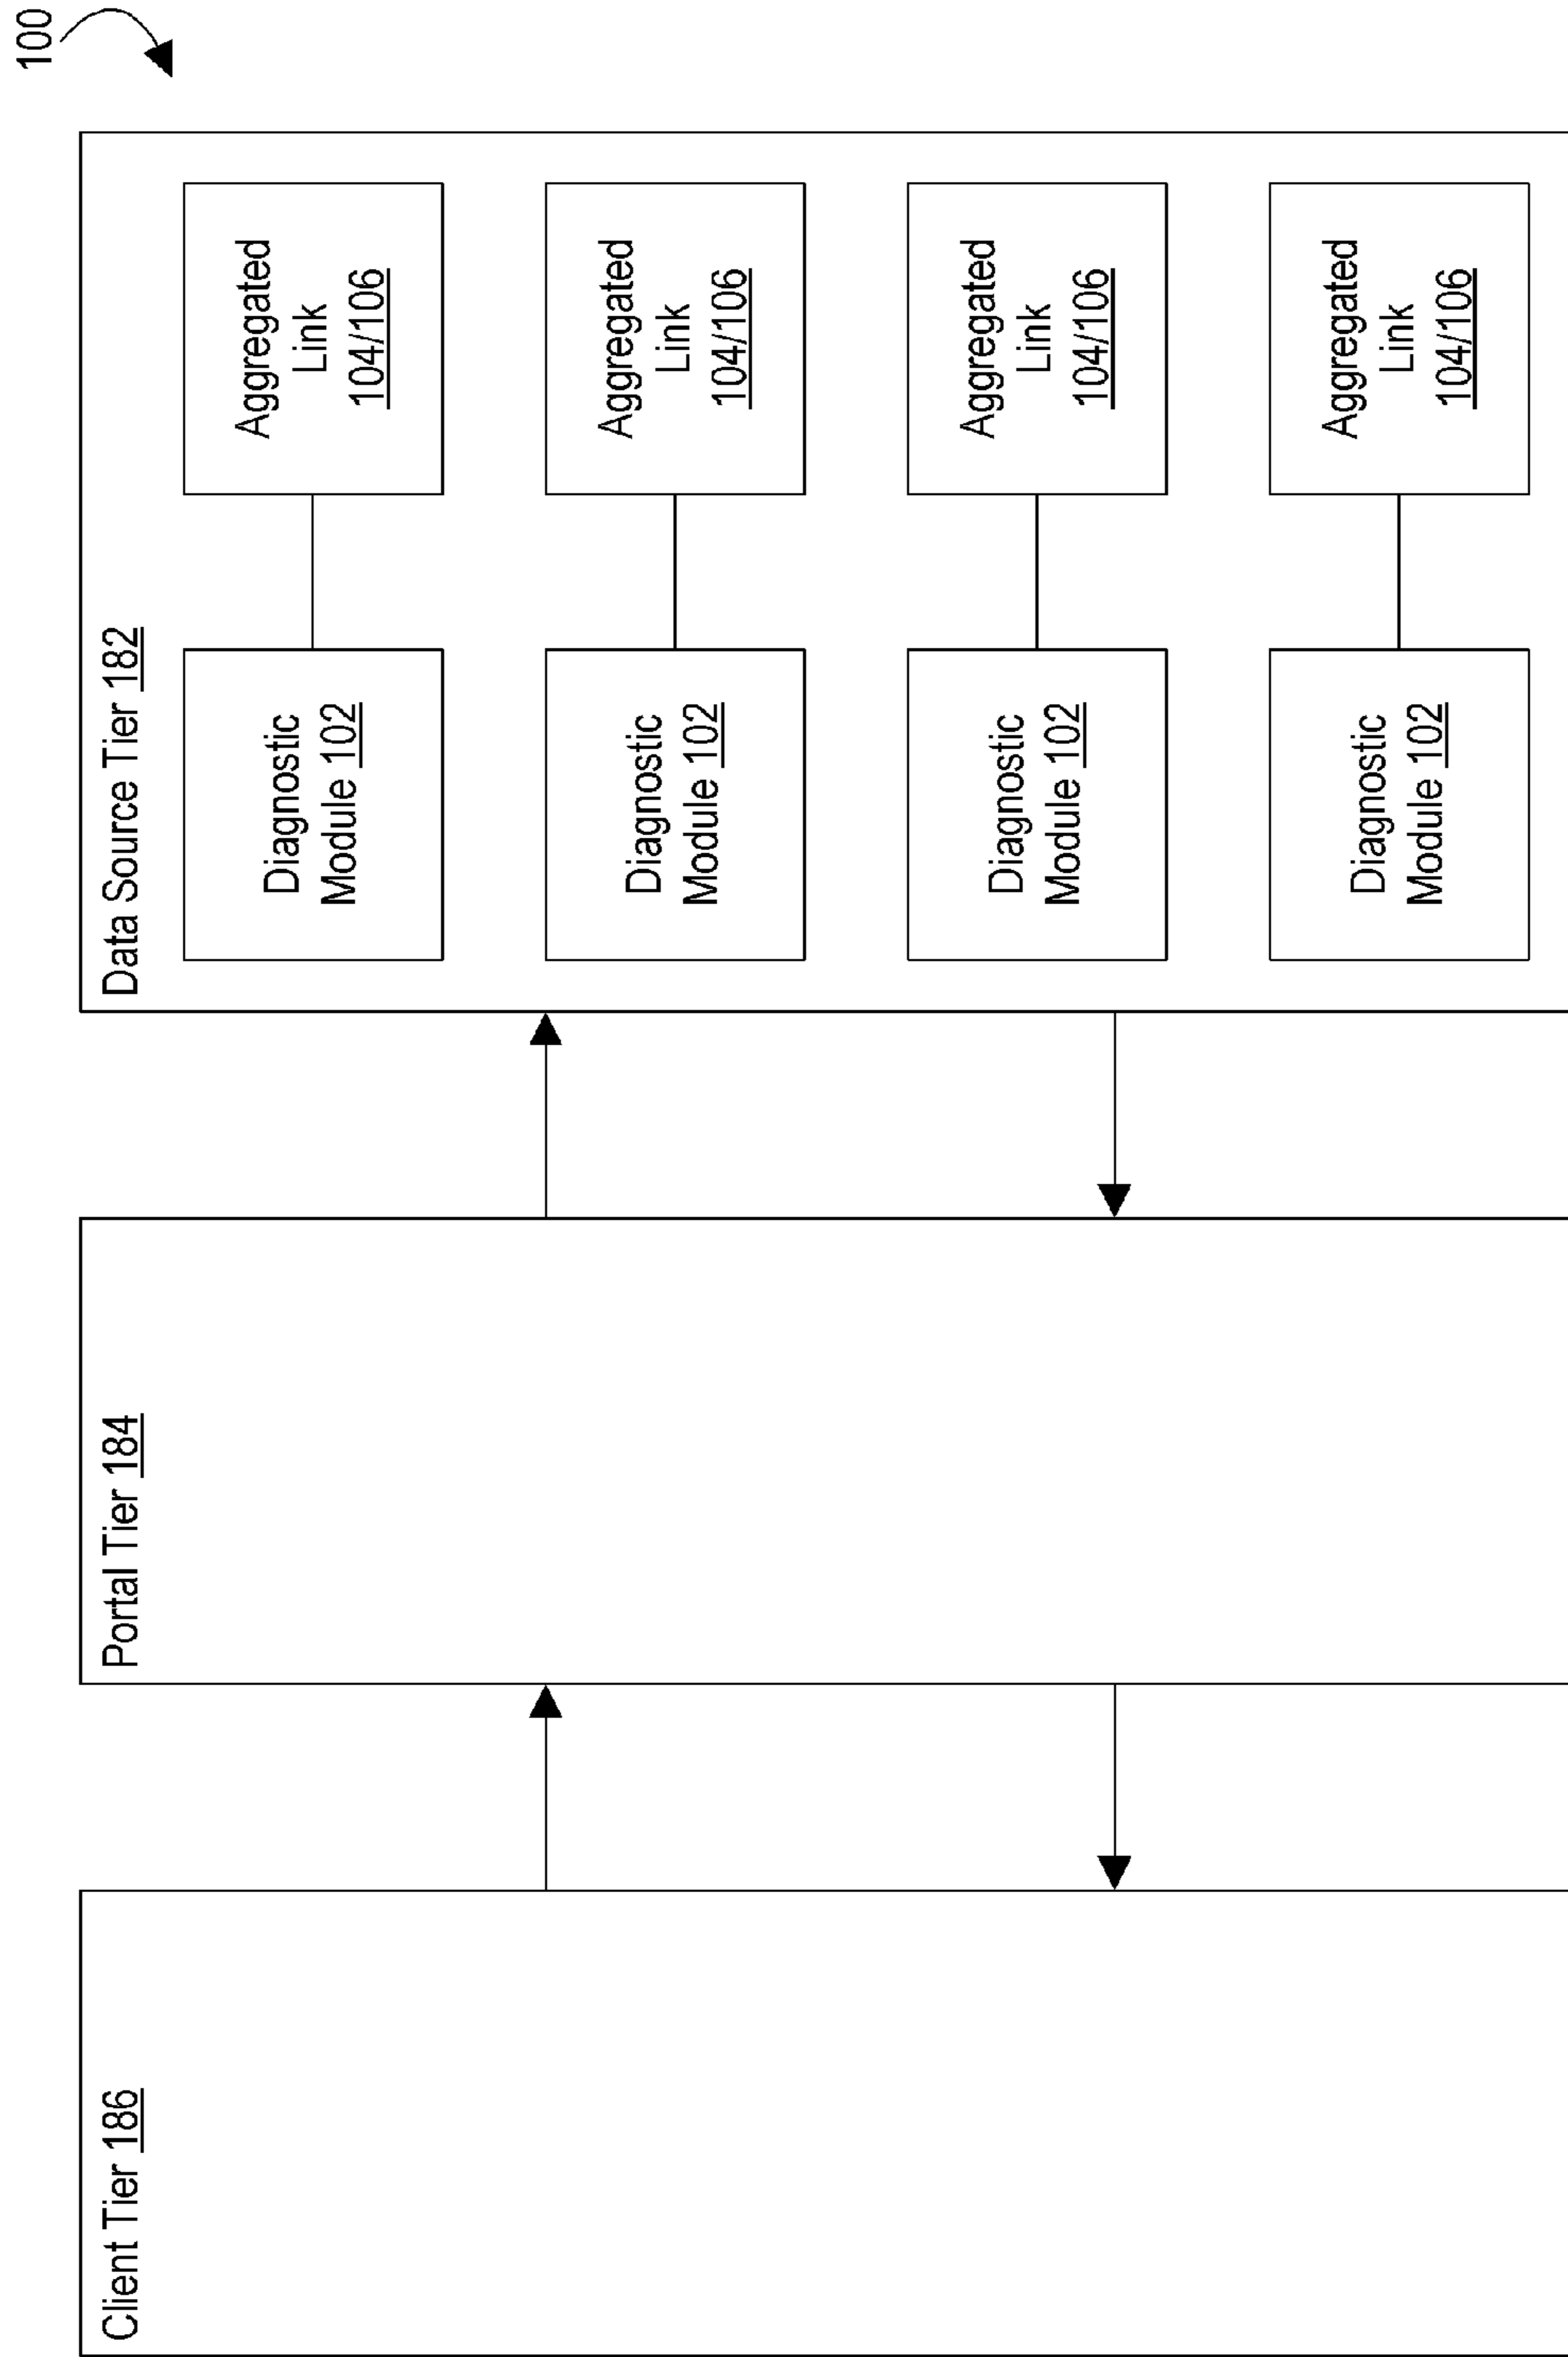 100
Client Tier 186
Portal Tier 184
Data Source Tier 182
Diagnostic
Module 102
Aggregated
Link
104/106
Diagnostic
Module 102
Aggregated
Link
104/106
Diagnostic
Module 102
Aggregated
Link
104/106
Diagnostic
Module 102
Aggregated
Link
104/106